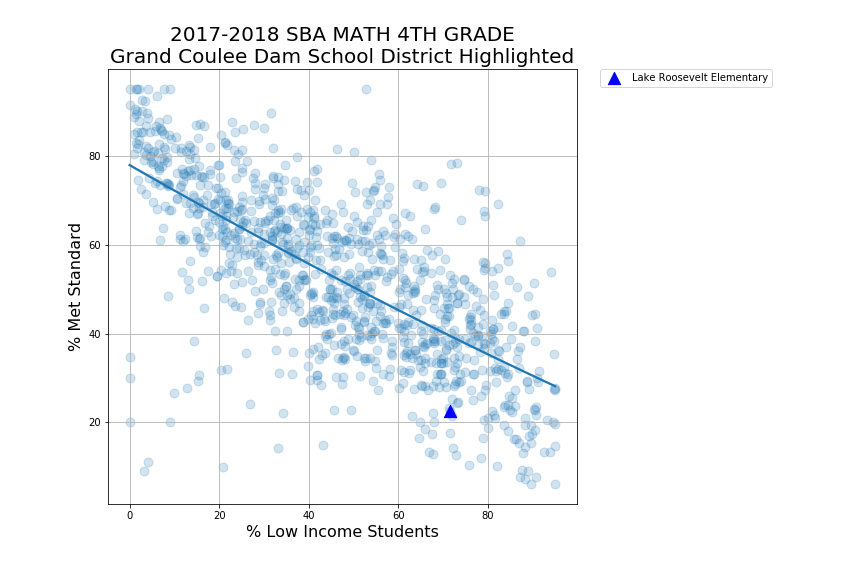 2017-2018 SBA MATH 4TH GRADE
Grand Coulee Dam School District Highlighted
Lake Roosevelt Elementary
% Met Standard
80
60
40
20
0 20 40 60 80
% Low Income Students